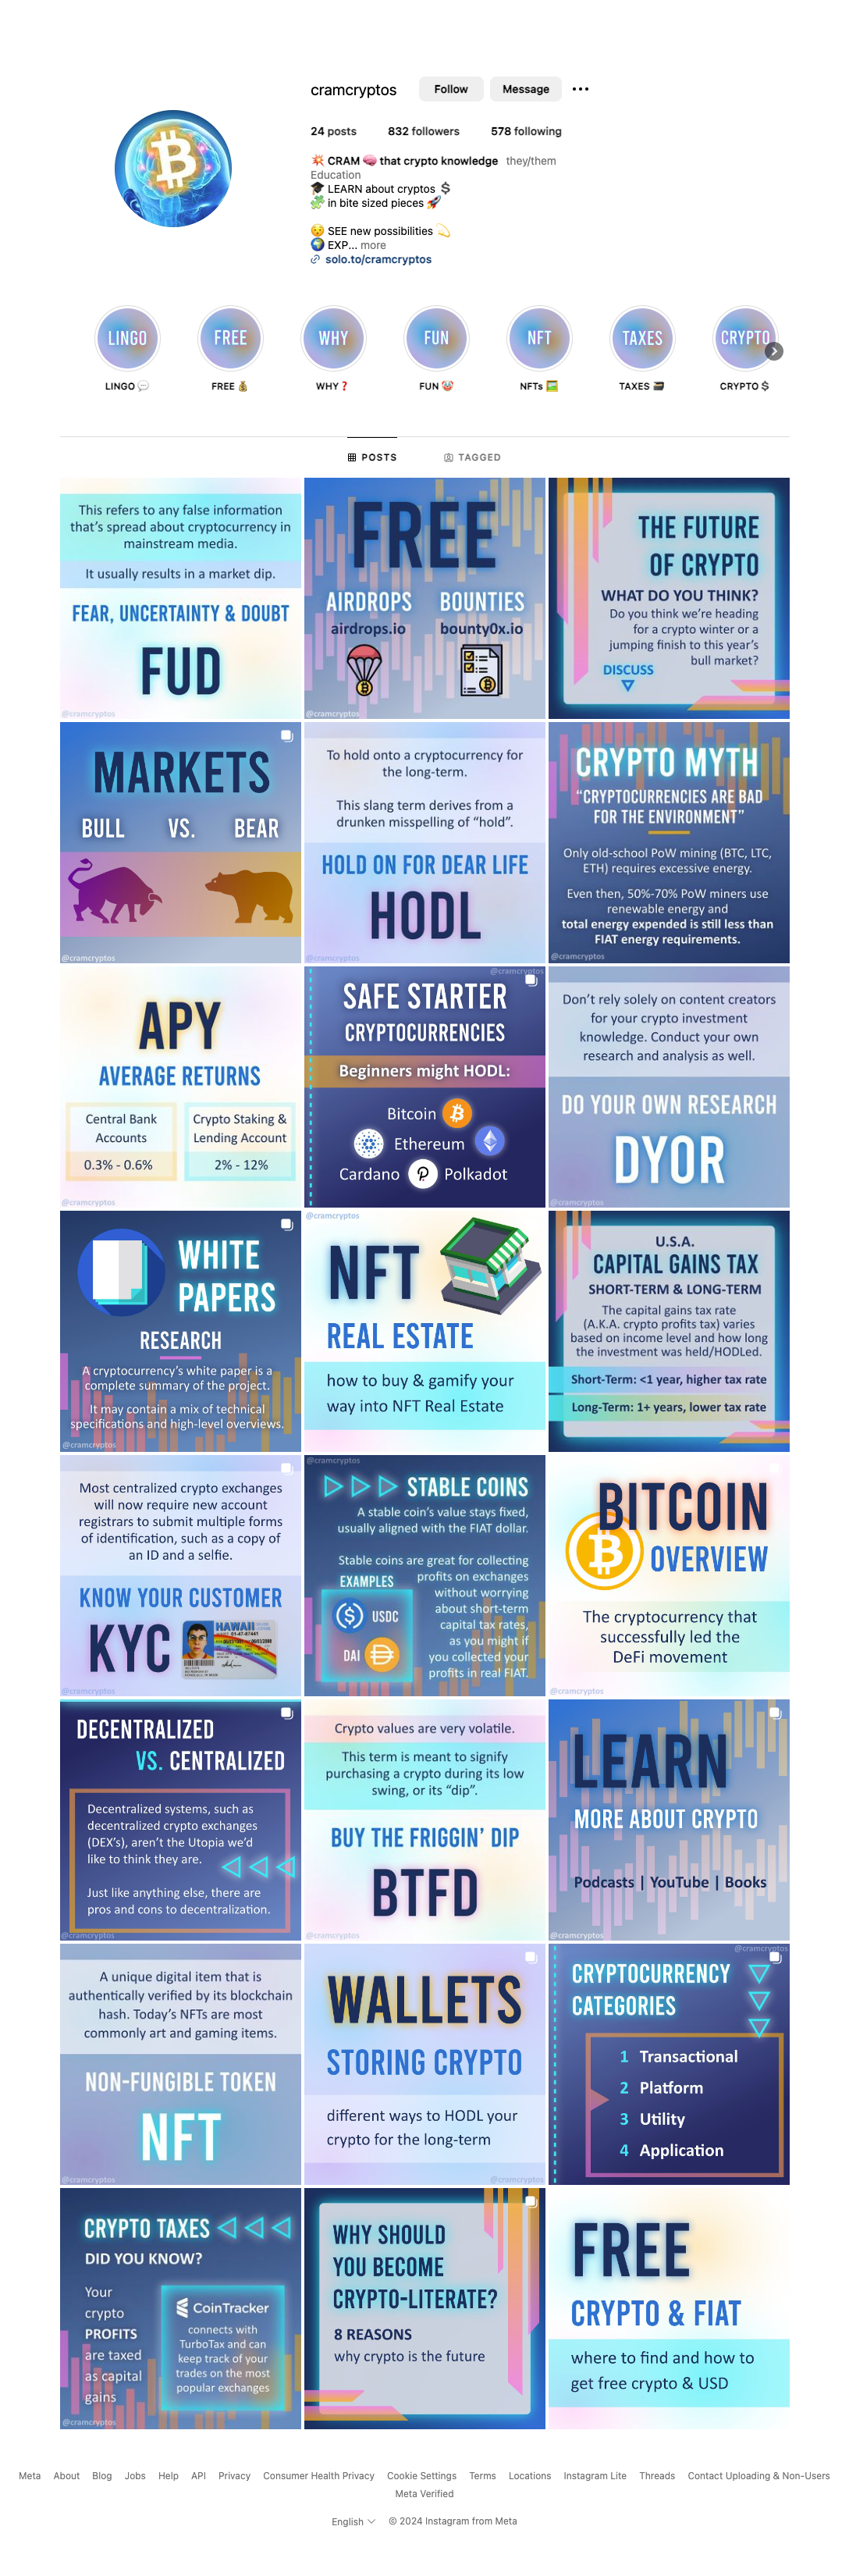 cramcryptos Follow Message
24 posts 832 followers 578 following
💥 CRAM 🧠 that crypto knowledge they/them
Education
🎓 LEARN about cryptos 💲
🧩 in bite sized pieces 🚀
😌 SEE new possibilities 💫
🌍 EXP... more
solo.to/cramcryptos
LINGO FREE WHY FUN NFT TAXES CRYPTO
LINGO 💬 FREE 💰 WHY ❓ FUN 🤡 NFTs 🖼️ TAXES 🗃️ CRYPTO 💲
POSTS TAGGED
This refers to any false information
that's spread about cryptocurrency in
mainstream media.
It usually results in a market dip.
FEAR, UNCERTAINTY & DOUBT
FUD
@cramcryptos
FREE
AIRDROPS BOUNTIES
airdrops.io bounty0x.io
@cramcryptos
THE FUTURE
OF CRYPTO
WHAT DO YOU THINK?
Do you think we're heading
for a crypto winter or a
jumping finish to this year's
bull market?
DISCUSS
MARKETS
BULL VS. BEAR
@cramcryptos
To hold onto a cryptocurrency for
the long-term.
This slang term derives from a
drunken misspelling of "hold".
HOLD ON FOR DEAR LIFE
HODL
@cramcryptos
CRYPTO MYTH
"CRYPTOCURRENCIES ARE BAD
FOR THE ENVIRONMENT"
Only old-school PoW mining (BTC, LTC,
ETH) requires excessive energy.
Even then, 50%-70% PoW miners use
renewable energy and
total energy expended is still less than
FIAT energy requirements.
@cramcryptos
APY
AVERAGE RETURNS
Central Bank
Accounts
0.3% - 0.6%
Crypto Staking &
Lending Account
2% - 12%
@cramcryptos
@cramcryptos
SAFE STARTER
CRYPTOCURRENCIES
Beginners might HODL:
Bitcoin
Ethereum
Cardano Polkadot
Don't rely solely on content creators
for your crypto investment
knowledge. Conduct your own
research and analysis as well.
DO YOUR OWN RESEARCH
DYOR
@cramcryptos
WHITE
PAPERS
RESEARCH
A cryptocurrency's white paper is a
complete summary of the project.
It may contain a mix of technical
specifications and high-level overviews.
@cramcryptos
@cramcryptos
NFT
REAL ESTATE
how to buy & gamify your
way into NFT Real Estate
U.S.A.
CAPITAL GAINS TAX
SHORT-TERM & LONG-TERM
The capital gains tax rate
(A.K.A. crypto profits tax) varies
based on income level and how long
the investment was held/HODLed.
Short-Term: <1 year, higher tax rate
Long-Term: 1+ years, lower tax rate
Most centralized crypto exchanges
will now require new account
registrars to submit multiple forms
of identification, such as a copy of
an ID and a selfie.
KNOW YOUR CUSTOMER
KYC
HAWAII
@cramcryptos
@cramcryptos
STABLE COINS
A stable coin's value stays fixed,
usually aligned with the FIAT dollar.
Stable coins are great for collecting
profits on exchanges
without worrying
about short-term
capital tax rates,
as you might if
you collected your
profits in real FIAT.
EXAMPLES
USDC
DAI
BITCOIN
OVERVIEW
The cryptocurrency that
successfully led the
DeFi movement
@cramcryptos
DECENTRALIZED
VS. CENTRALIZED
Decentralized systems, such as
decentralized crypto exchanges
(DEX's), aren't the Utopia we'd
like to think they are.
Just like anything else, there are
pros and cons to decentralization.
@cramcryptos
Crypto values are very volatile.
This term is meant to signify
purchasing a crypto during its low
swing, or its "dip".
BUY THE FRIGGIN' DIP
BTFD
@cramcryptos
LEARN
MORE ABOUT CRYPTO
Podcasts | YouTube | Books
@cramcryptos
A unique digital item that is
authentically verified by its blockchain
hash. Today's NFTs are most
commonly art and gaming items.
NON-FUNGIBLE TOKEN
NFT
@cramcryptos
WALLETS
STORING CRYPTO
different ways to HODL your
crypto for the long-term
@cramcryptos
@cramcryptos
CRYPTOCURRENCY
CATEGORIES
1 Transactional
2 Platform
3 Utility
4 Application
CRYPTO TAXES
DID YOU KNOW?
Your
crypto
PROFITS
are taxed
as capital
gains
CoinTracker
connects with
TurboTax and can
keep track of your
trades on the most
popular exchanges
@cramcryptos
WHY SHOULD
YOU BECOME
CRYPTO-LITERATE?
8 REASONS
why crypto is the future
FREE
CRYPTO & FIAT
where to find and how to
get free crypto & USD
Meta About Blog Jobs Help API Privacy Consumer Health Privacy Cookie Settings Terms Locations Instagram Lite Threads Contact Uploading & Non-Users
Meta Verified
English © 2024 Instagram from Meta